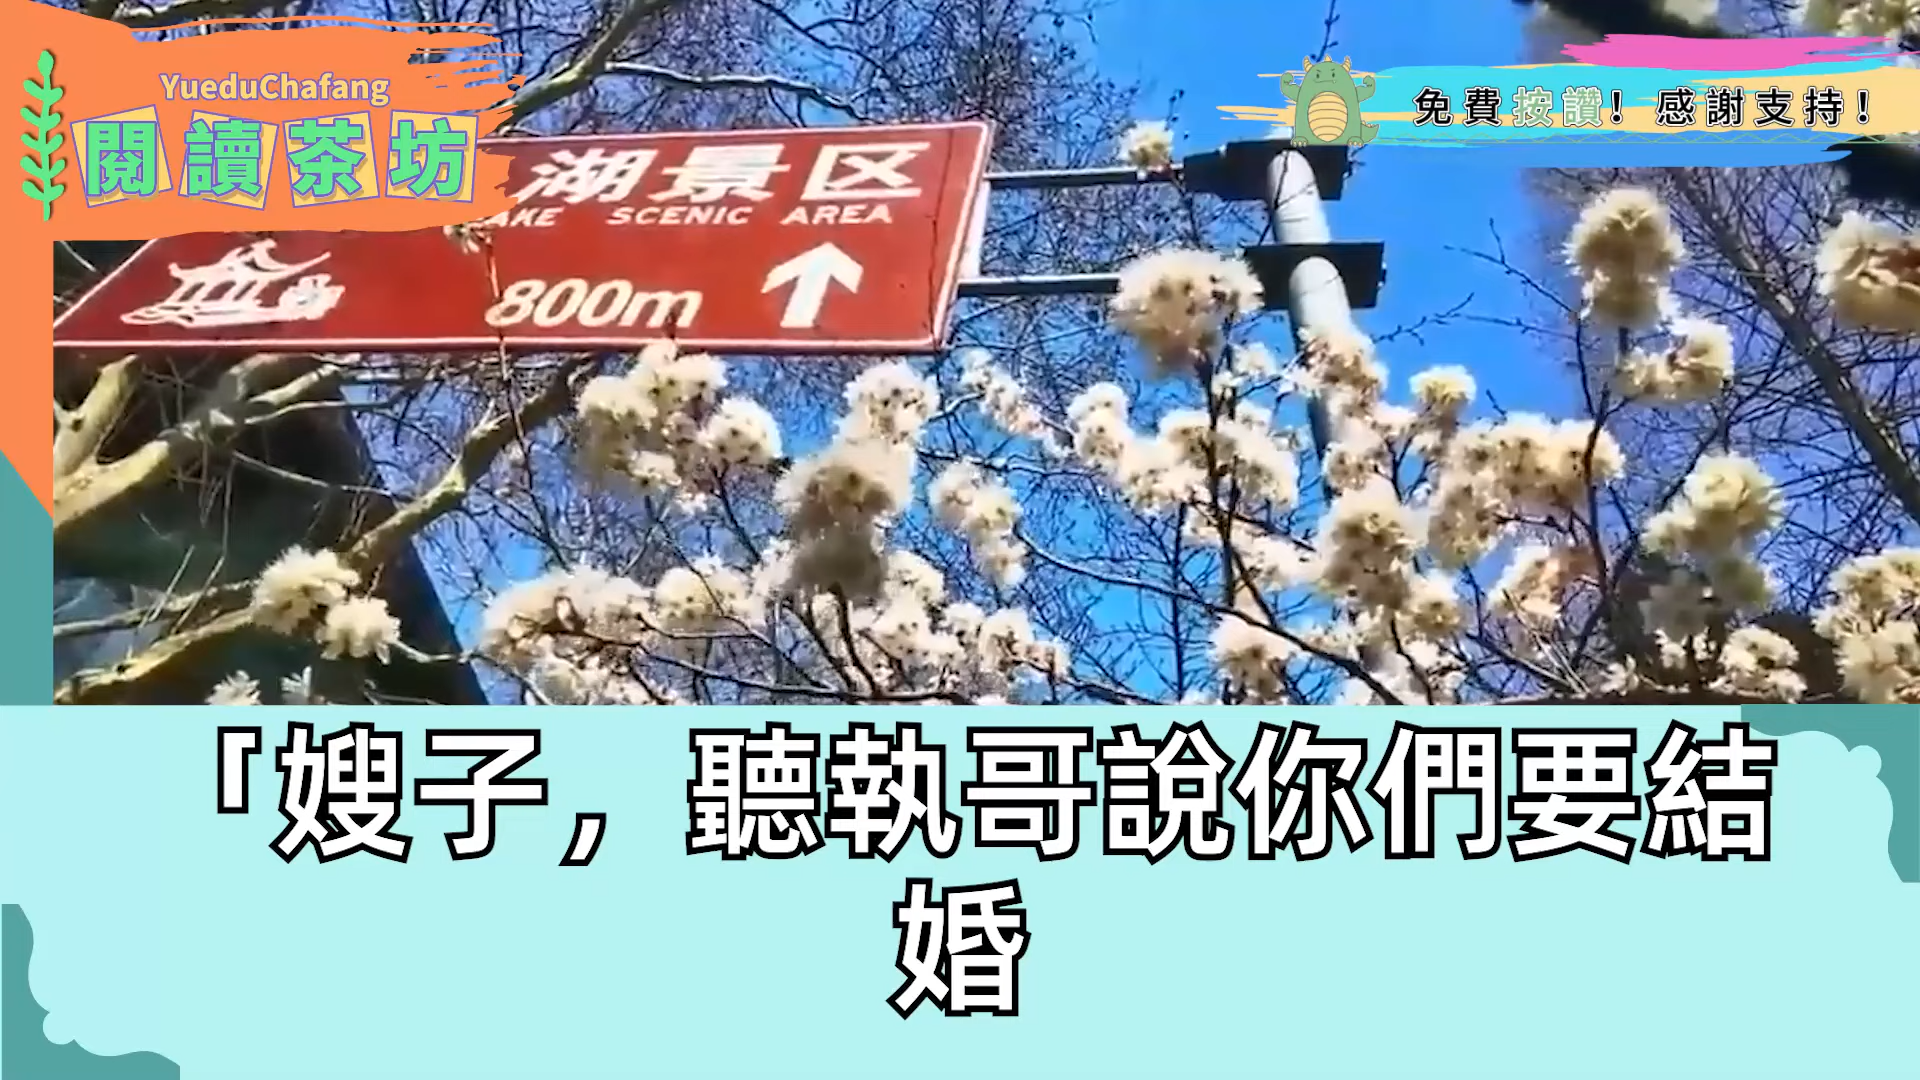 YueduChafang
閱讀茶坊
免費按讚！感謝支持！
湖景区
LAKE SCENIC AREA
800m
「嫂子，聽執哥說你們要結
婚